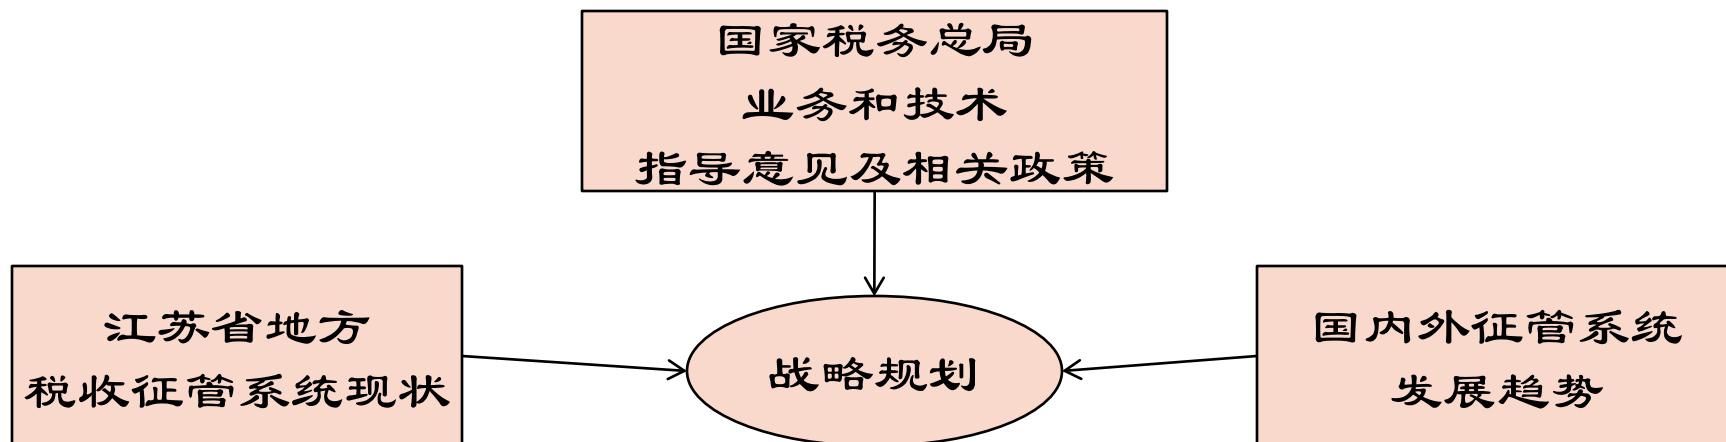 国家税务总局
业务和技术
指导意见及相关政策
江苏省地方
税收征管系统现状
战略规划
国内外征管系统
发展趋势